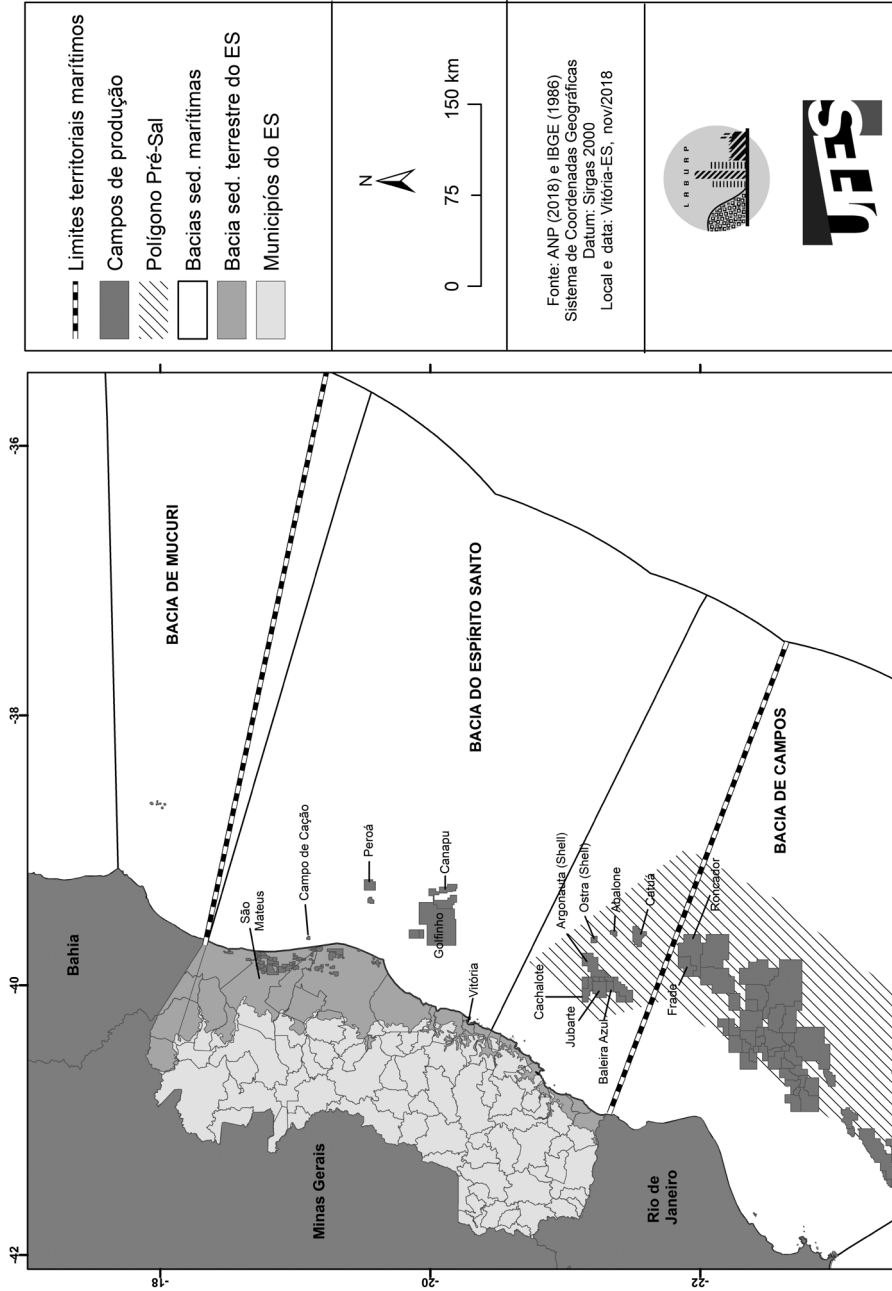 -42
-40
-38
-36
-18
-20
-22
Bahia
Minas Gerais
Rio de
Janeiro
BACIA DE MUCURI
BACIA DO ESPÍRITO SANTO
BACIA DE CAMPOS
São
Mateus
Campo de Cação
Peroá
Golfinho
Canapu
Vitória
Cachalote
Jubarte
Baleira Azul
Argonauta (Shell)
Ostra (Shell)
Abalone
Catuá
Frade
Roncador
Limites territoriais marítimos
Campos de produção
Polígono Pré-Sal
Bacias sed. marítimas
Bacia sed. terrestre do ES
Municípios do ES
N
0 75 150 km
Fonte: ANP (2018) e IBGE (1986)
Sistema de Coordenadas Geográficas
Datum: Sirgas 2000
Local e data: Vitória-ES, nov/2018
LABURP